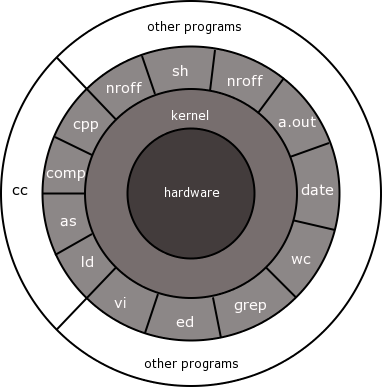 other programs
sh
nroff
nroff
a.out
kernel
cpp
comp
hardware
date
cc
as
ld
wc
vi
grep
ed
other programs